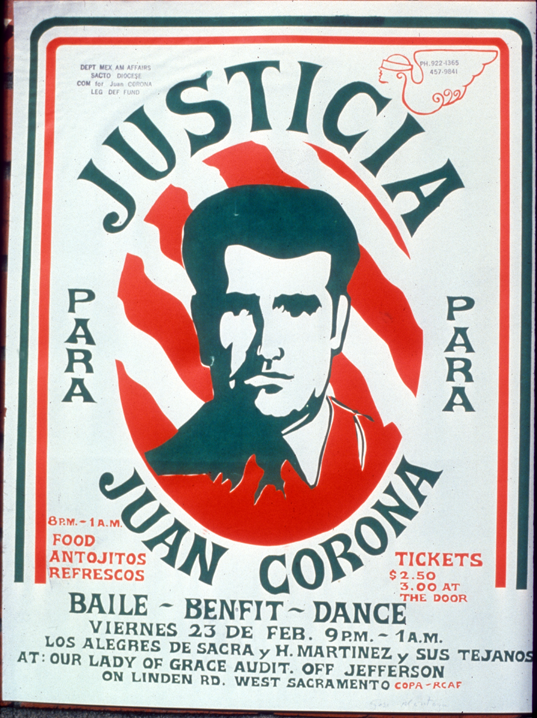 DEPT MEX AM AFFAIRS
SACTO DIOCESE
COM for Juan CORONA
LEG DEF FUND
PH. 922-1365
457-9841
JUSTICIA
PARA
PARA
JUAN CORONA
8 P.M. - 1 A.M.
FOOD
ANTOJITOS
REFRESCOS
TICKETS
$2.50
3.00 AT
THE DOOR
BAILE ~ BENFIT ~ DANCE
VIERNES 23 DE FEB. 9 P.M. - 1 A.M.
LOS ALEGRES DE SACRA y H. MARTINEZ y SUS TEJANOS
AT: OUR LADY OF GRACE AUDIT. OFF JEFFERSON
ON LINDEN RD. WEST SACRAMENTO COPA-RCAF